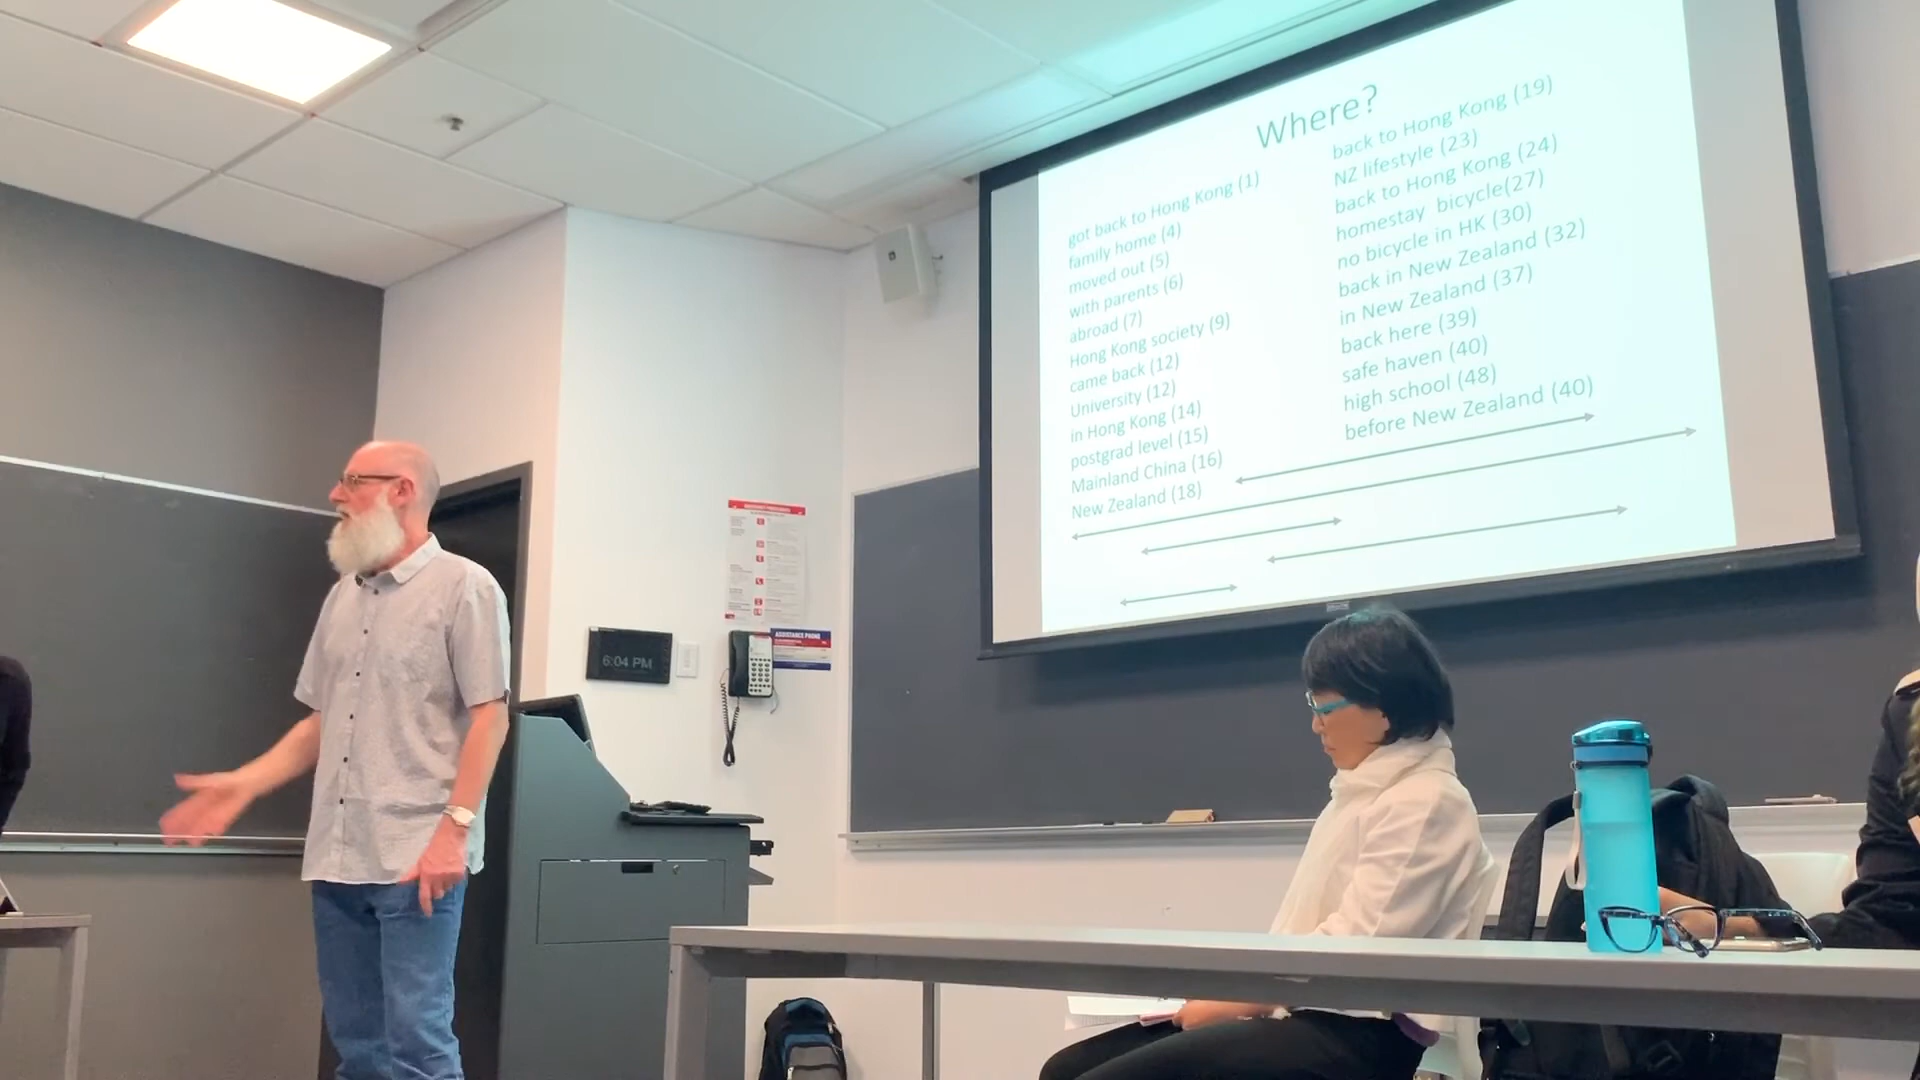 Where?
got back to Hong Kong (1)
family home (4)
moved out (5)
with parents (6)
abroad (7)
Hong Kong society (9)
came back (12)
University (12)
in Hong Kong (14)
postgrad level (15)
Mainland China (16)
New Zealand (18)
back to Hong Kong (19)
NZ lifestyle (23)
back to Hong Kong (24)
homestay bicycle(27)
no bicycle in HK (30)
back in New Zealand (32)
in New Zealand (37)
back here (39)
safe haven (40)
high school (48)
before New Zealand (40)
6:04 PM
ASSISTANCE PHONE